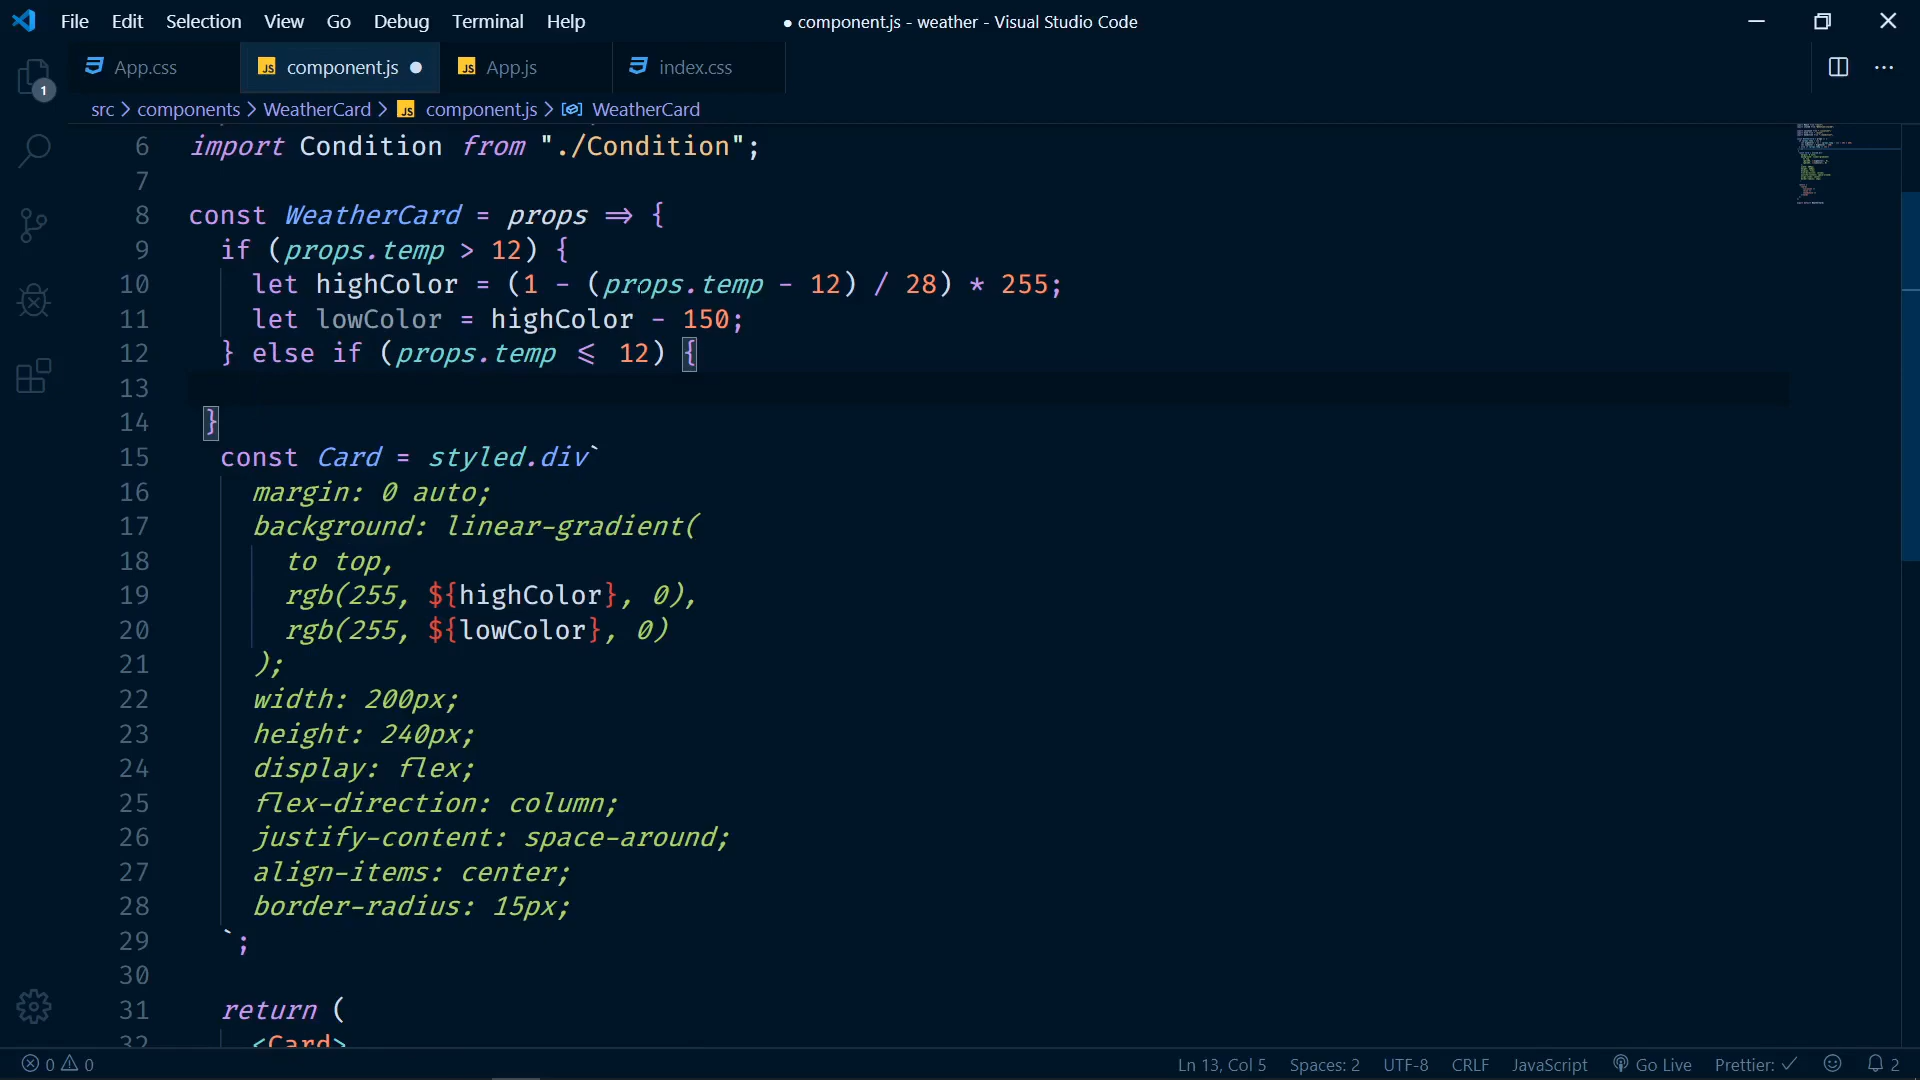 File Edit Selection View Go Debug Terminal Help
● component.js - weather - Visual Studio Code
App.css
JS component.js ●
JS App.js
index.css
1
src > components > WeatherCard > JS component.js > WeatherCard
6 import Condition from "./Condition";
7
8 const WeatherCard = props => {
9 if (props.temp > 12) {
10 let highColor = (1 - (props.temp - 12) / 28) * 255;
11 let lowColor = highColor - 150;
12 } else if (props.temp <= 12) {
13
14 }
15 const Card = styled.div`
16 margin: 0 auto;
17 background: linear-gradient(
18 to top,
19 rgb(255, ${highColor}, 0),
20 rgb(255, ${lowColor}, 0)
21 );
22 width: 200px;
23 height: 240px;
24 display: flex;
25 flex-direction: column;
26 justify-content: space-around;
27 align-items: center;
28 border-radius: 15px;
29 `;
30
31 return (
32 <Card>
0 0
Ln 13, Col 5 Spaces: 2 UTF-8 CRLF JavaScript Go Live Prettier: ✓ 2